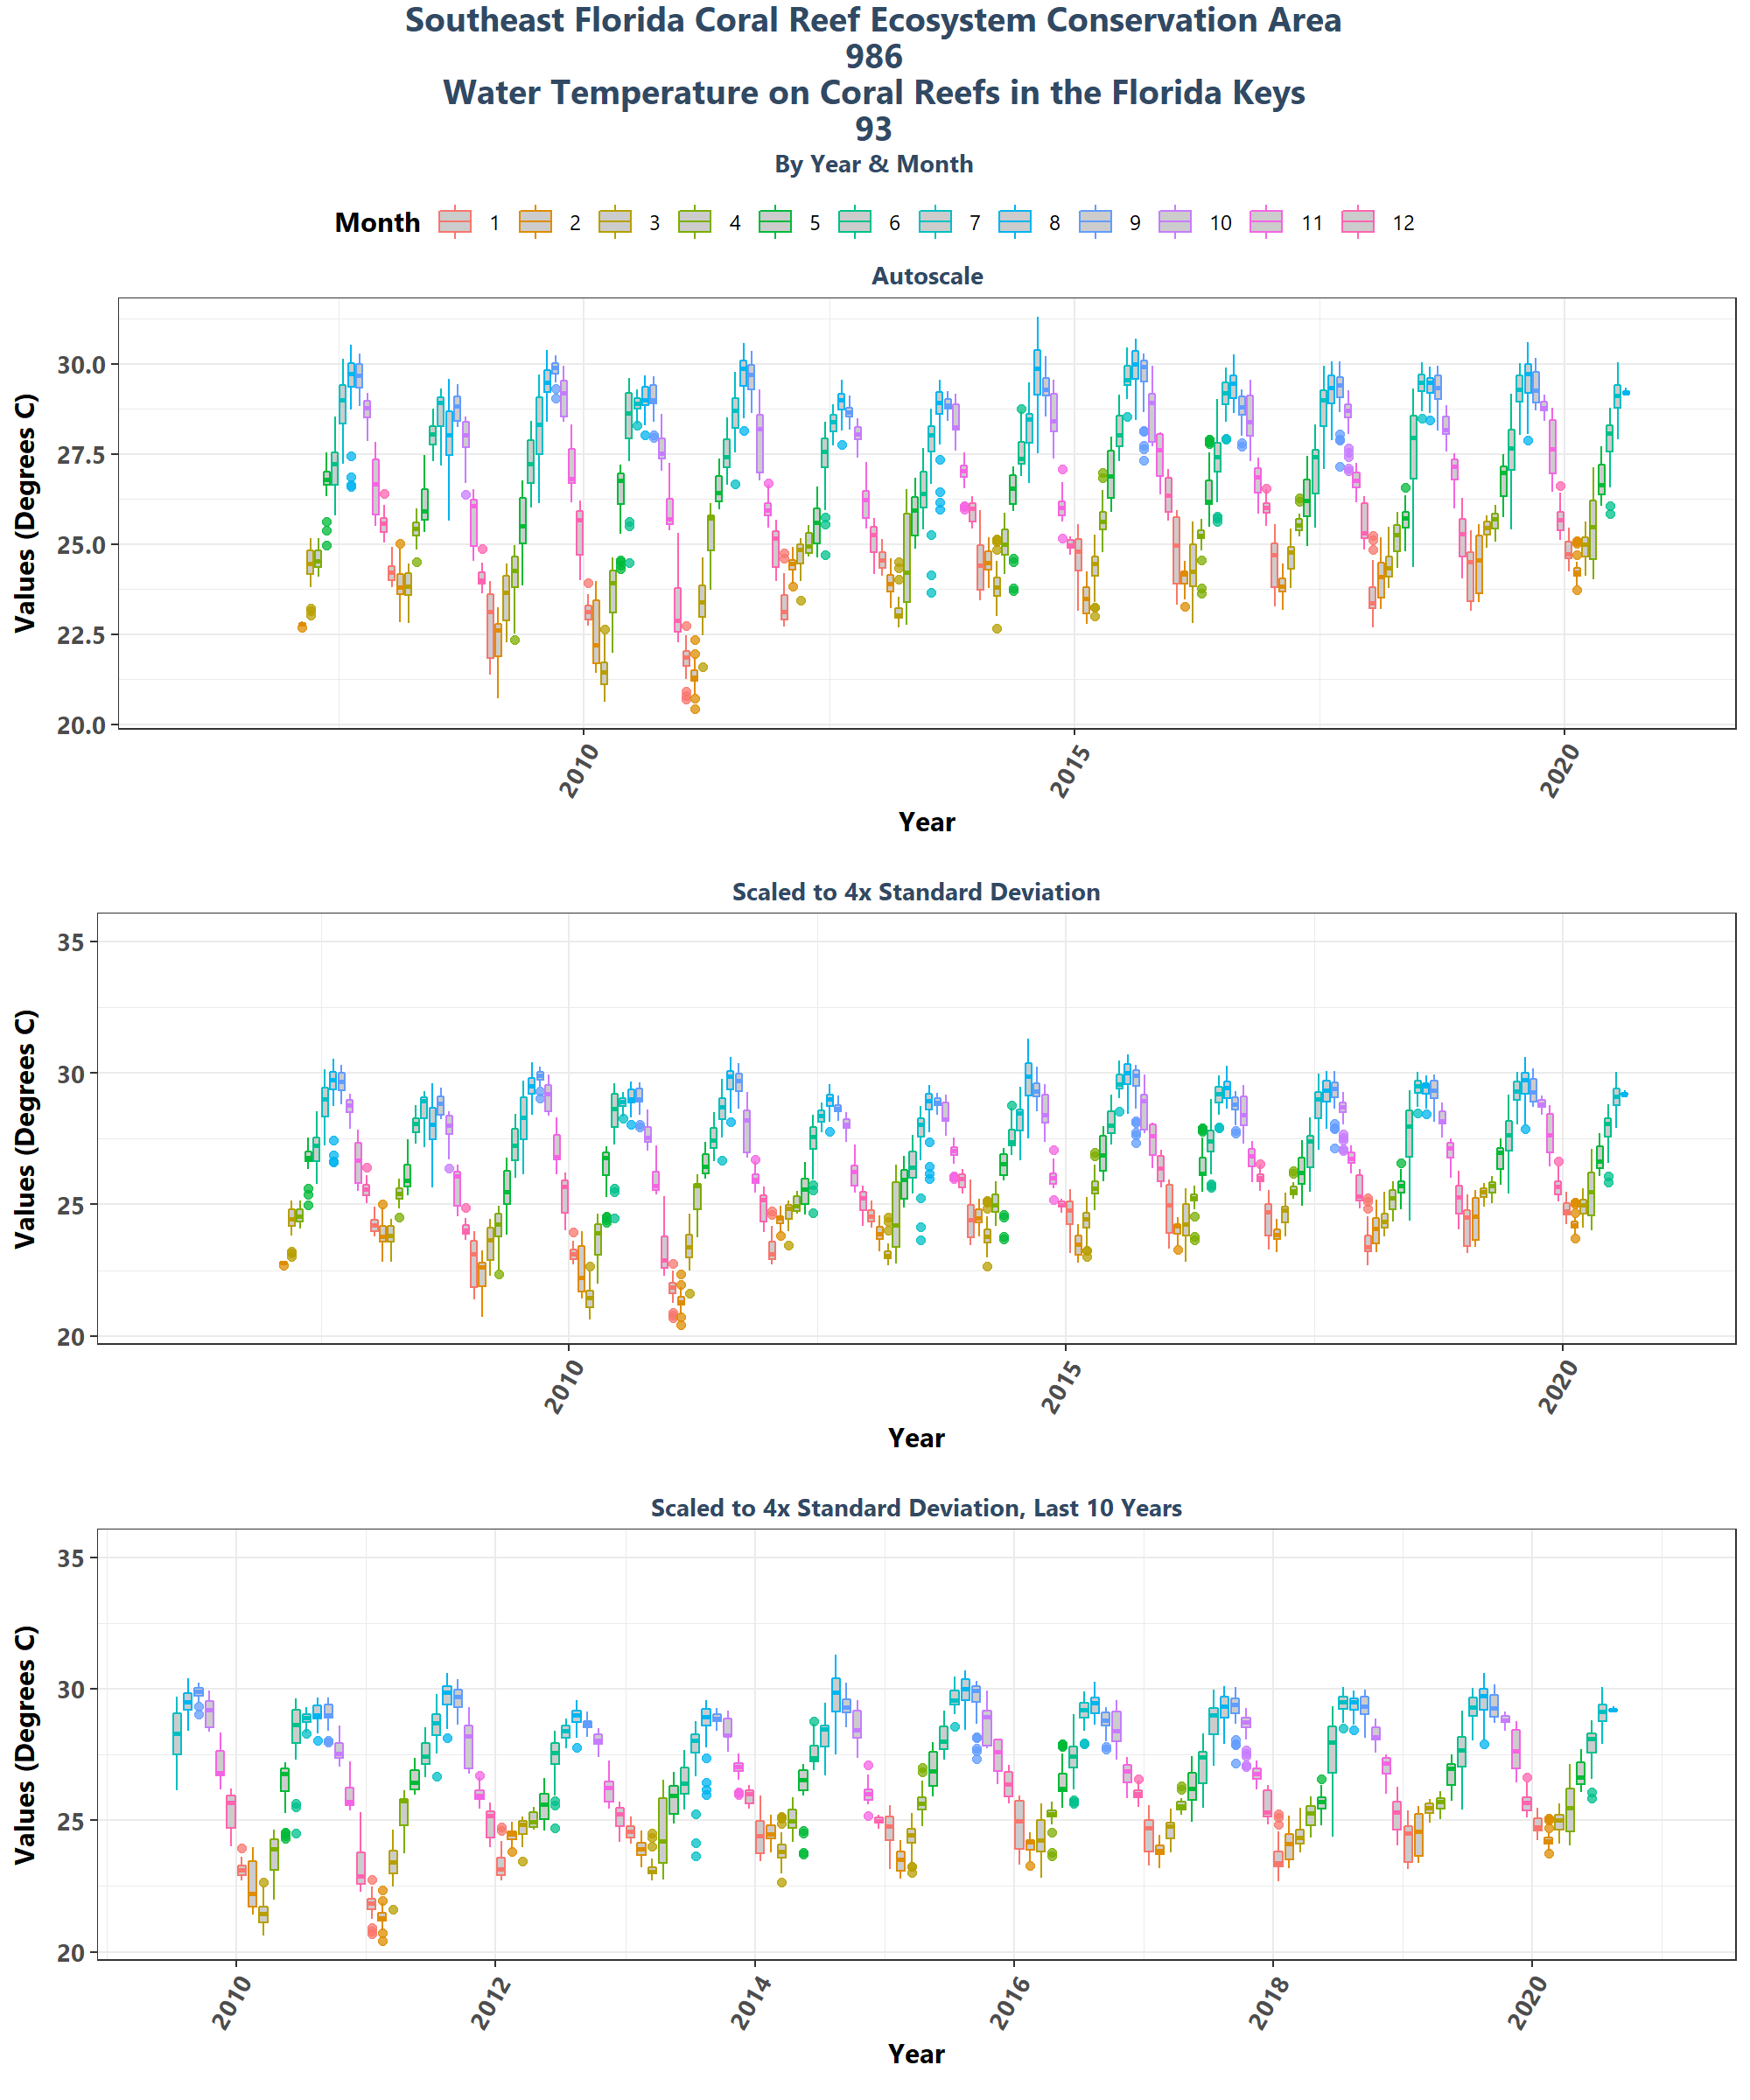 Southeast Florida Coral Reef Ecosystem Conservation Area
986
Water Temperature on Coral Reefs in the Florida Keys
93
By Year & Month
Month 1 2 3 4 5 6 7 8 9 10 11 12
Autoscale
Values (Degrees C)
30.0
27.5
25.0
22.5
20.0
2010 2015 2020
Year
Scaled to 4x Standard Deviation
Values (Degrees C)
35
30
25
20
2010 2015 2020
Year
Scaled to 4x Standard Deviation, Last 10 Years
Values (Degrees C)
35
30
25
20
2010 2012 2014 2016 2018 2020
Year